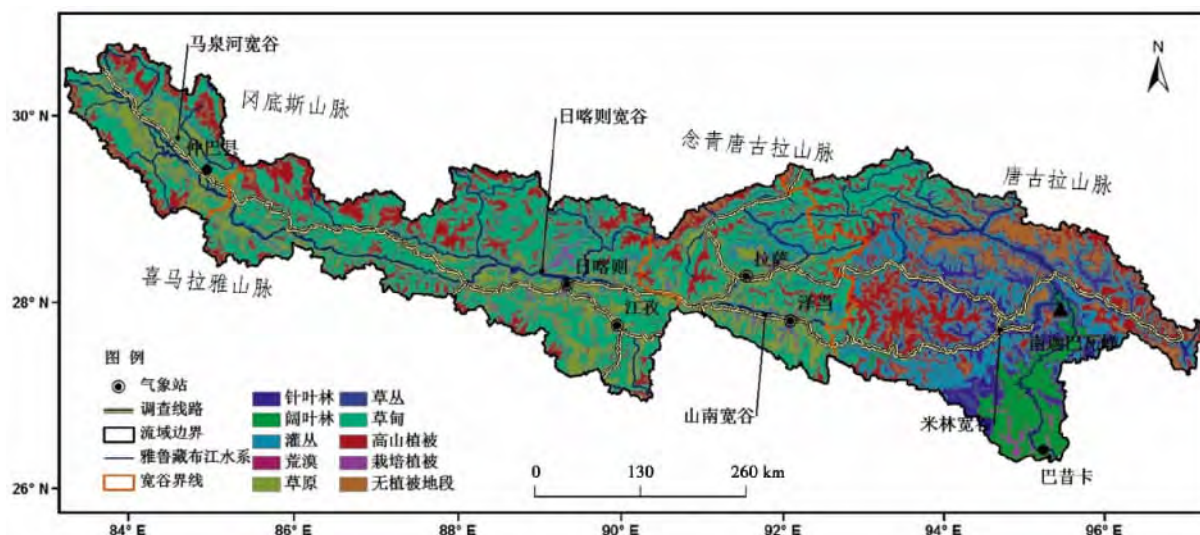 马泉河宽谷
N
冈底斯山脉
日喀则宽谷
30° N
念青唐古拉山脉
唐古拉山脉
仲巴县
喜马拉雅山脉
日喀则
拉萨
28° N
江孜
泽当
南迦巴瓦峰
图 例
气象站
调查线路
流域边界
雅鲁藏布江水系
宽谷界线
针叶林
阔叶林
灌丛
荒漠
草原
草丛
草甸
高山植被
栽培植被
无植被地段
山南宽谷
米林宽谷
0 130 260 km
巴昔卡
26° N
84° E 86° E 88° E 90° E 92° E 94° E 96° E